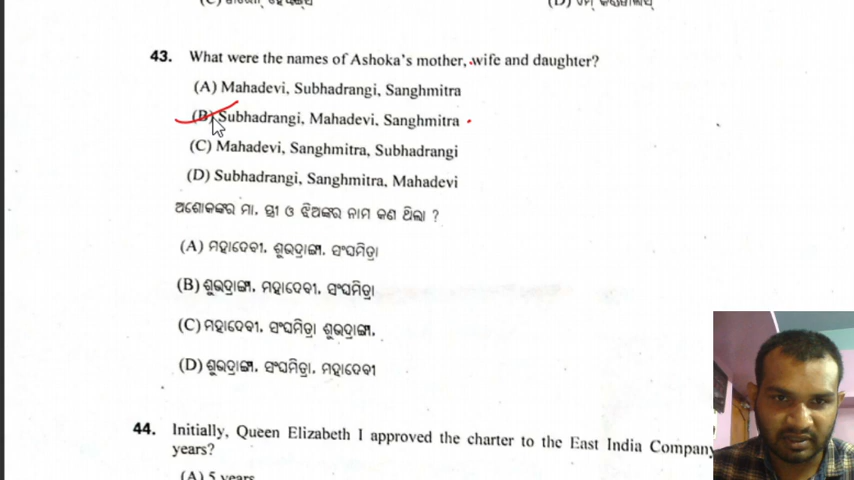 43. What were the names of Ashoka's mother, wife and daughter?
(A) Mahadevi, Subhadrangi, Sanghmitra
(B) Subhadrangi, Mahadevi, Sanghmitra
(C) Mahadevi, Sanghmitra, Subhadrangi
(D) Subhadrangi, Sanghmitra, Mahadevi
ଅଶୋକଙ୍କର ମା, ସ୍ତ୍ରୀ ଓ ଝିଅଙ୍କର ନାମ କଣ ଥିଲା ?
(A) ମହାଦେବୀ, ଶୁଭଦ୍ରାଙ୍ଗୀ, ସଂଘମିତ୍ରା
(B) ଶୁଭଦ୍ରାଙ୍ଗୀ, ମହାଦେବୀ, ସଂଘମିତ୍ରା
(C) ମହାଦେବୀ, ସଂଘମିତ୍ରା ଶୁଭଦ୍ରାଙ୍ଗୀ,
(D) ଶୁଭଦ୍ରାଙ୍ଗୀ, ସଂଘମିତ୍ରା, ମହାଦେବୀ
44. Initially, Queen Elizabeth I approved the charter to the East India Company
years?
(A) 5 years